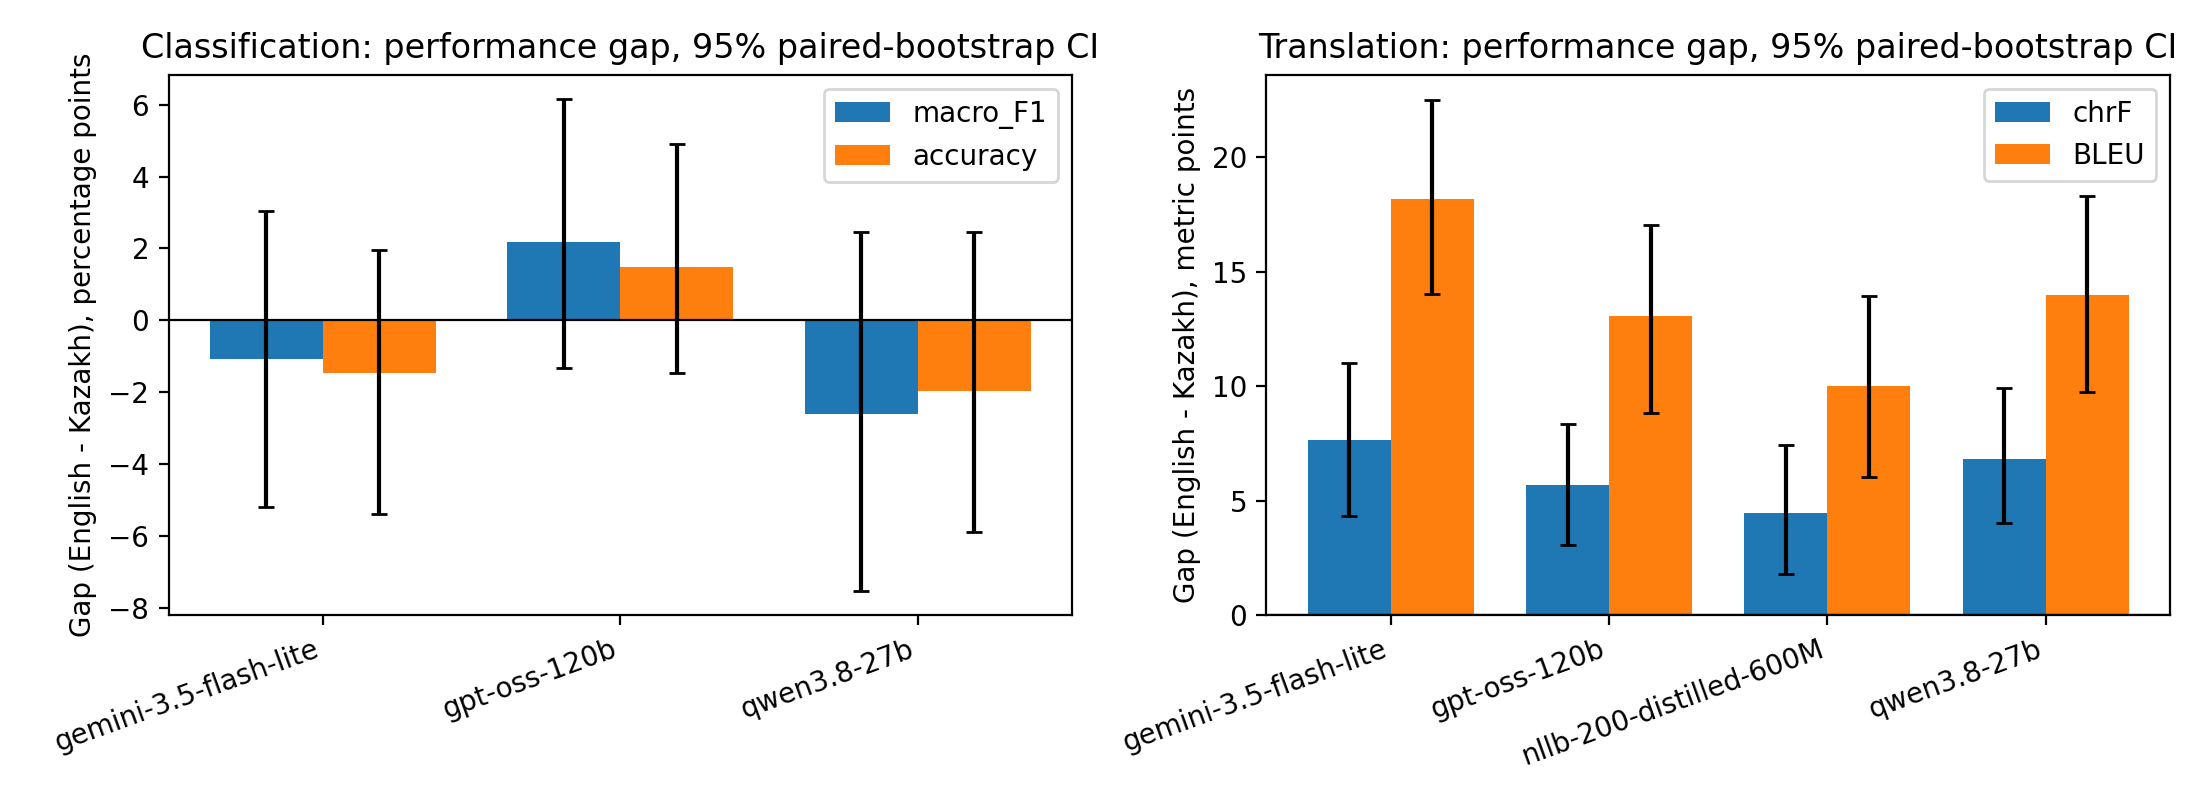 Classification: performance gap, 95% paired-bootstrap CI
Gap (English - Kazakh), percentage points
6
4
2
0
−2
−4
−6
−8
macro_F1
accuracy
gemini-3.5-flash-lite
gpt-oss-120b
qwen3.8-27b
Translation: performance gap, 95% paired-bootstrap CI
Gap (English - Kazakh), metric points
20
15
10
5
0
chrF
BLEU
gemini-3.5-flash-lite
gpt-oss-120b
nllb-200-distilled-600M
qwen3.8-27b